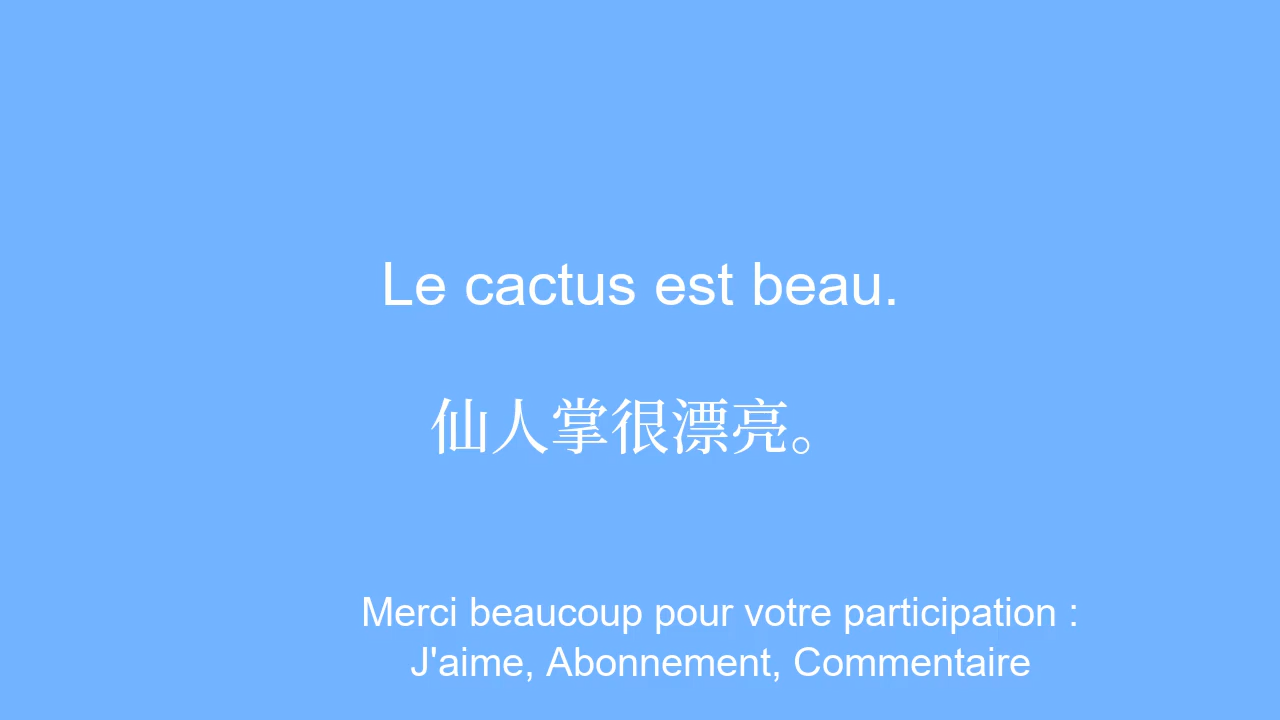 Le cactus est beau.
仙人掌很漂亮。
Merci beaucoup pour votre participation :
J'aime, Abonnement, Commentaire